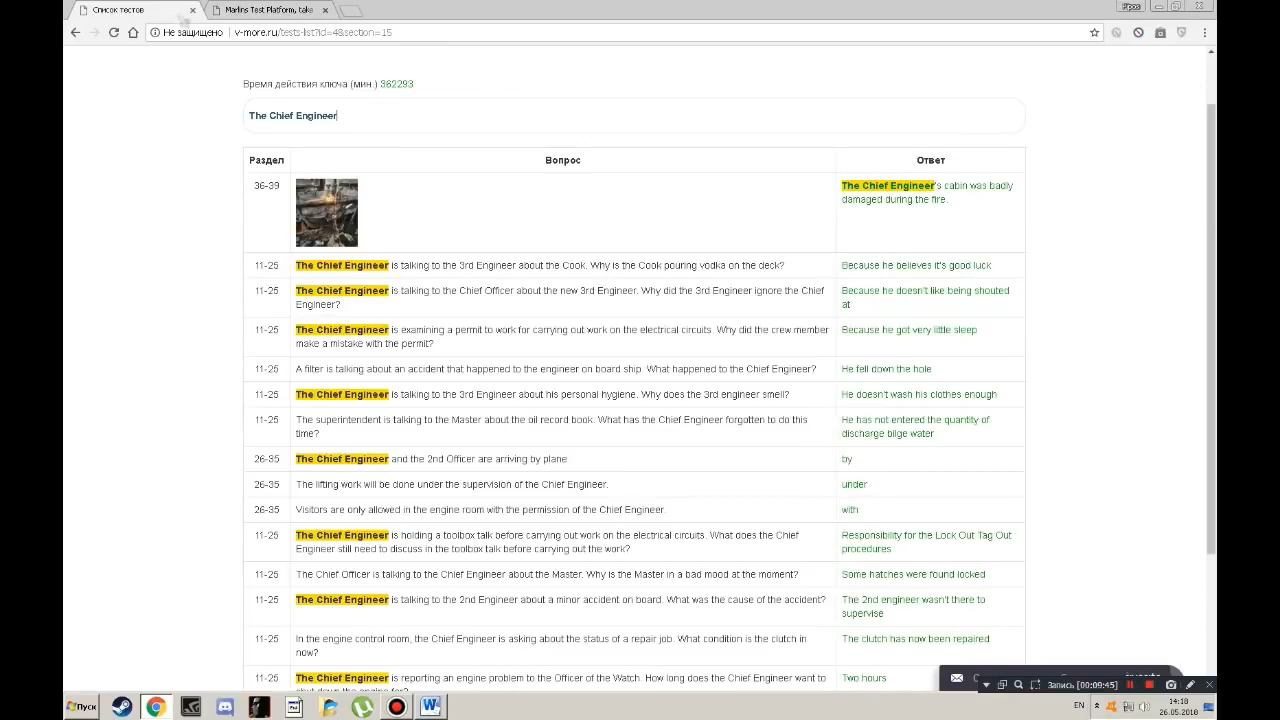 Список тестов
Marlins Test Platform, take
Не защищено
v-more.ru/tests-list?id=4&section=15
Время действия ключа (мин.) 362293
The Chief Engineer
Раздел Вопрос Ответ
36-39 The Chief Engineer's cabin was badly
damaged during the fire.
11-25 The Chief Engineer is talking to the 3rd Engineer about the Cook. Why is the Cook pouring vodka on the deck? Because he believes it's good luck
11-25 The Chief Engineer is talking to the Chief Officer about the new 3rd Engineer. Why did the 3rd Engineer ignore the Chief Because he doesn't like being shouted
Engineer? at
11-25 The Chief Engineer is examining a permit to work for carrying out work on the electrical circuits. Why did the crew member Because he got very little sleep
make a mistake with the permit?
11-25 A fitter is talking about an accident that happened to the engineer on board ship. What happened to the Chief Engineer? He fell down the hole
11-25 The Chief Engineer is talking to the 3rd Engineer about his personal hygiene. Why does the 3rd engineer smell? He doesn't wash his clothes enough
11-25 The superintendent is talking to the Master about the oil record book. What has the Chief Engineer forgotten to do this He has not entered the quantity of
time? discharge bilge water
26-35 The Chief Engineer and the 2nd Officer are arriving by plane by
26-35 The lifting work will be done under the supervision of the Chief Engineer. under
26-35 Visitors are only allowed in the engine room with the permission of the Chief Engineer. with
11-25 The Chief Engineer is holding a toolbox talk before carrying out work on the electrical circuits. What does the Chief Responsibility for the Lock Out Tag Out
Engineer still need to discuss in the toolbox talk before carrying out the work? procedures
11-25 The Chief Officer is talking to the Chief Engineer about the Master. Why is the Master in a bad mood at the moment? Some hatches were found locked
11-25 The Chief Engineer is talking to the 2nd Engineer about a minor accident on board. What was the cause of the accident? The 2nd engineer wasn't there to
supervise
11-25 In the engine control room, the Chief Engineer is asking about the status of a repair job. What condition is the clutch in The clutch has now been repaired
now?
11-25 The Chief Engineer is reporting an engine problem to the Officer of the Watch. How long does the Chief Engineer want to Two hours
Запись [00:09:45]
Пуск
EN
14:18
26.05.2018